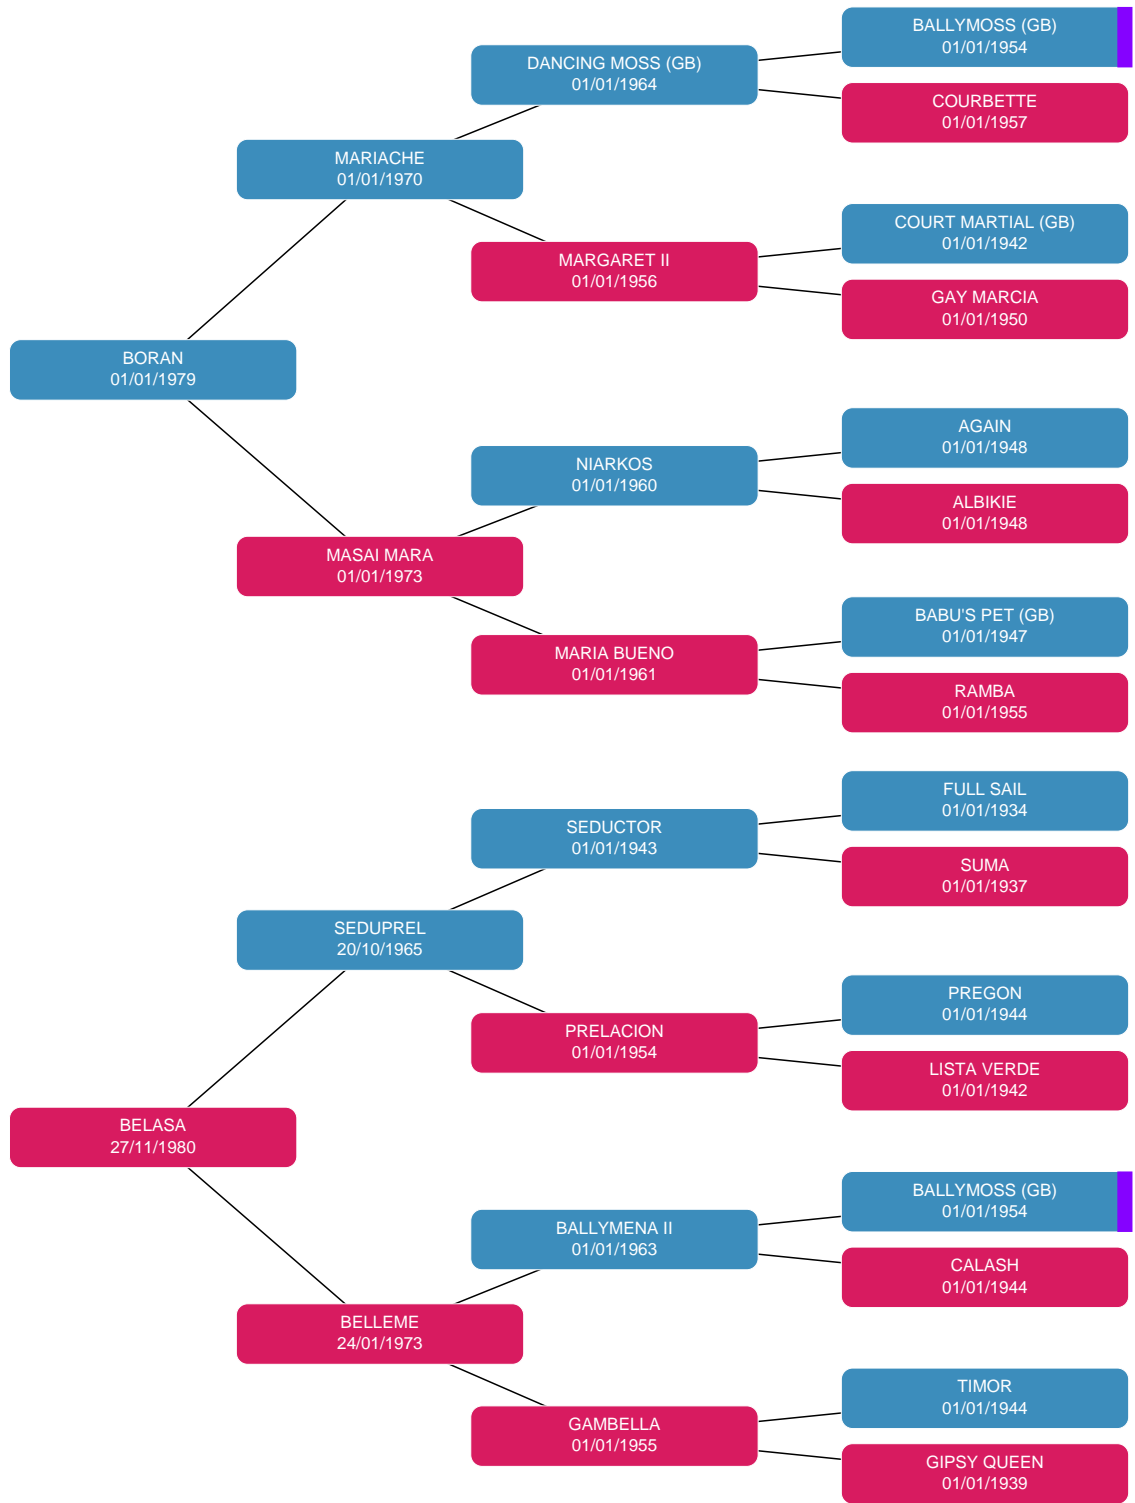 BALLYMOSS (GB)
01/01/1954
DANCING MOSS (GB)
01/01/1964
COURBETTE
01/01/1957
MARIACHE
01/01/1970
COURT MARTIAL (GB)
01/01/1942
MARGARET II
01/01/1956
GAY MARCIA
01/01/1950
BORAN
01/01/1979
AGAIN
01/01/1948
NIARKOS
01/01/1960
ALBIKIE
01/01/1948
MASAI MARA
01/01/1973
BABU'S PET (GB)
01/01/1947
MARIA BUENO
01/01/1961
RAMBA
01/01/1955
FULL SAIL
01/01/1934
SEDUCTOR
01/01/1943
SUMA
01/01/1937
SEDUPREL
20/10/1965
PREGON
01/01/1944
PRELACION
01/01/1954
LISTA VERDE
01/01/1942
BELASA
27/11/1980
BALLYMOSS (GB)
01/01/1954
BALLYMENA II
01/01/1963
CALASH
01/01/1944
BELLEME
24/01/1973
TIMOR
01/01/1944
GAMBELLA
01/01/1955
GIPSY QUEEN
01/01/1939